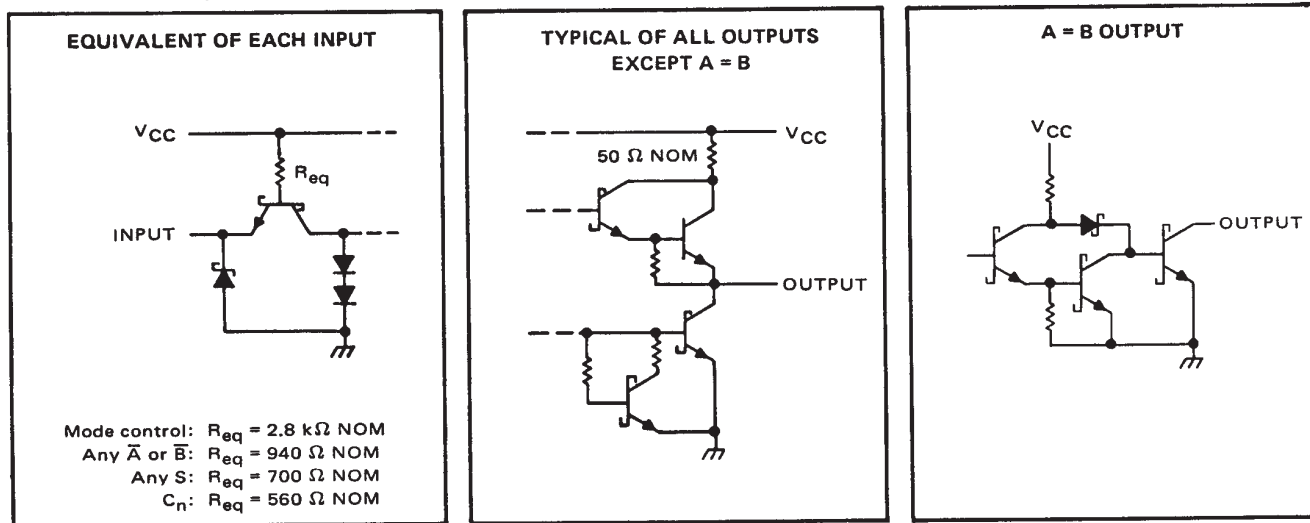 EQUIVALENT OF EACH INPUT
VCC
Req
INPUT
Mode control: Req = 2.8 kΩ NOM
Any A̅ or B̅: Req = 940 Ω NOM
Any S: Req = 700 Ω NOM
Cn: Req = 560 Ω NOM
TYPICAL OF ALL OUTPUTS
EXCEPT A = B
VCC
50 Ω NOM
OUTPUT
A = B OUTPUT
VCC
OUTPUT